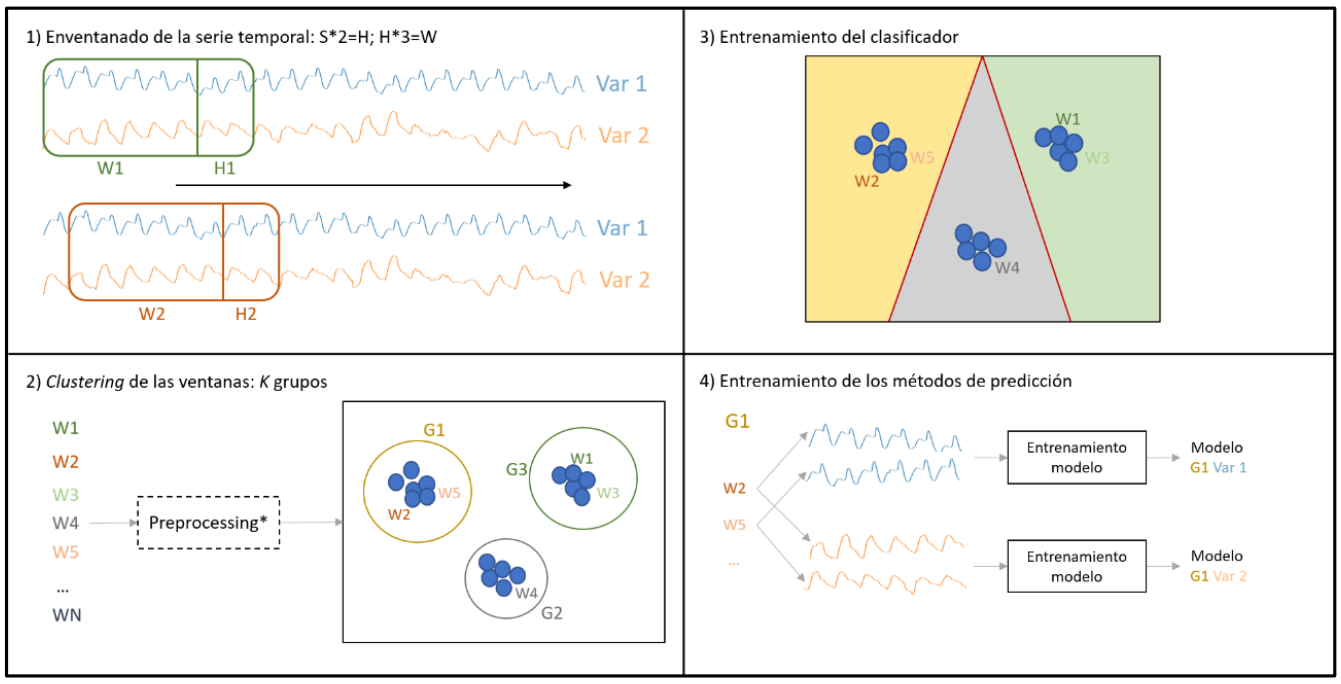 1) Enventanado de la serie temporal: S*2=H; H*3=W
Var 1
Var 2
W1
H1
Var 1
Var 2
W2
H2
2) Clustering de las ventanas: K grupos
W1
W2
W3
W4
W5
...
WN
Preprocessing*
G1
W5
W2
G3
W1
W3
W4
G2
3) Entrenamiento del clasificador
W1
W3
W5
W2
W4
4) Entrenamiento de los métodos de predicción
G1
W2
W5
...
Entrenamiento
modelo
Modelo
G1 Var 1
Entrenamiento
modelo
Modelo
G1 Var 2